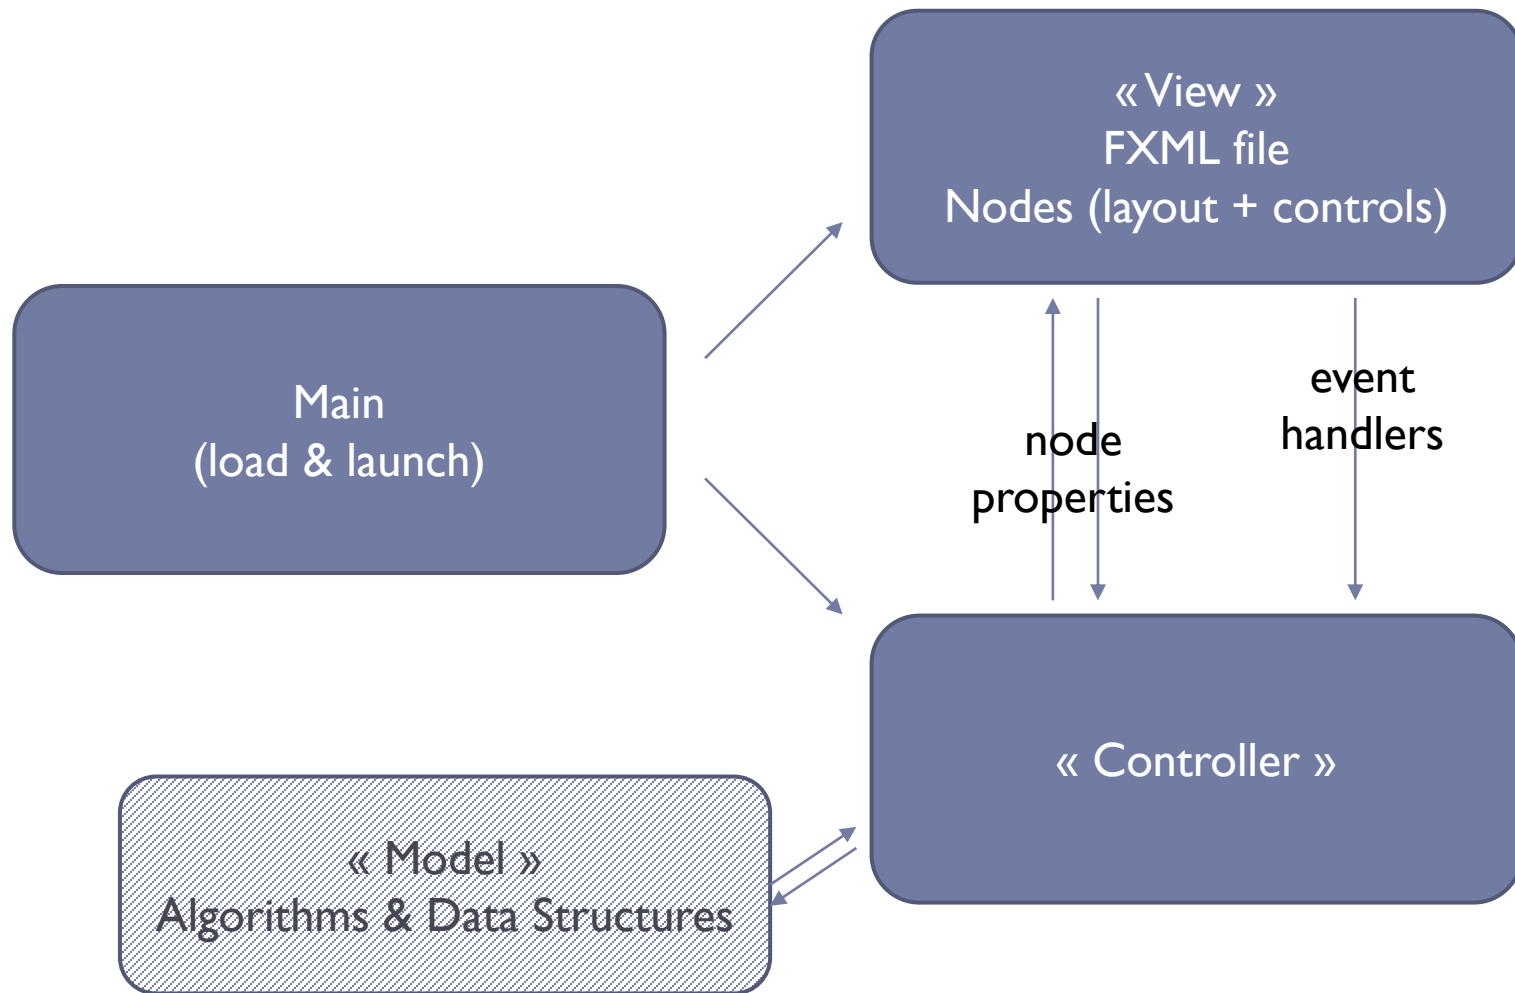 « View »
FXML file
Nodes (layout + controls)
Main
(load & launch)
event
handlers
node
properties
« Controller »
« Model »
Algorithms & Data Structures